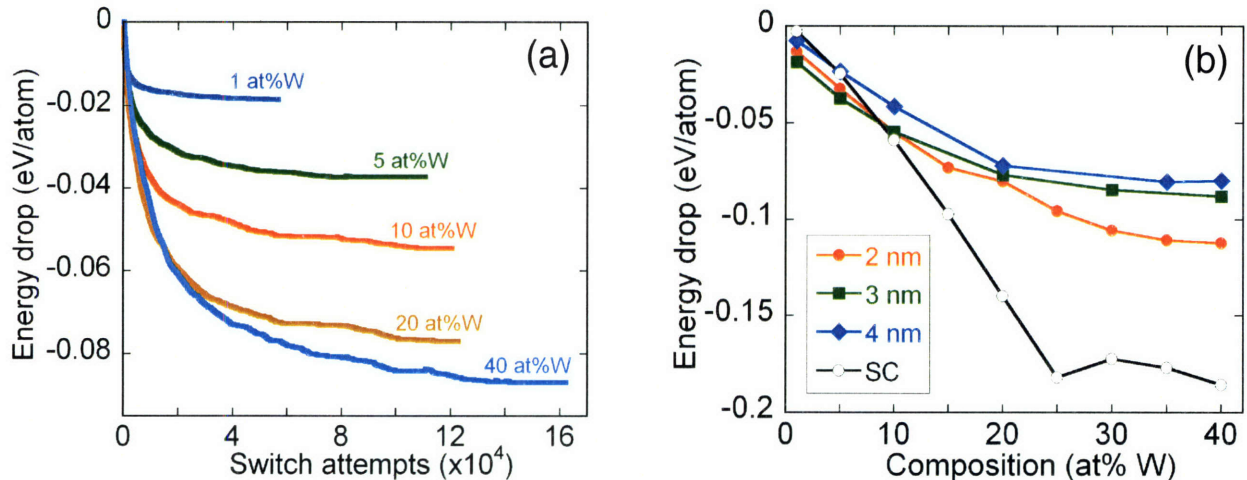 (a)
Energy drop (eV/atom)
0
-0.02
-0.04
-0.06
-0.08
1 at%W
5 at%W
10 at%W
20 at%W
40 at%W
0 4 8 12 16
Switch attempts (x10⁴)
(b)
Energy drop (eV/atom)
0
-0.05
-0.1
-0.15
-0.2
2 nm
3 nm
4 nm
SC
0 10 20 30 40
Composition (at% W)